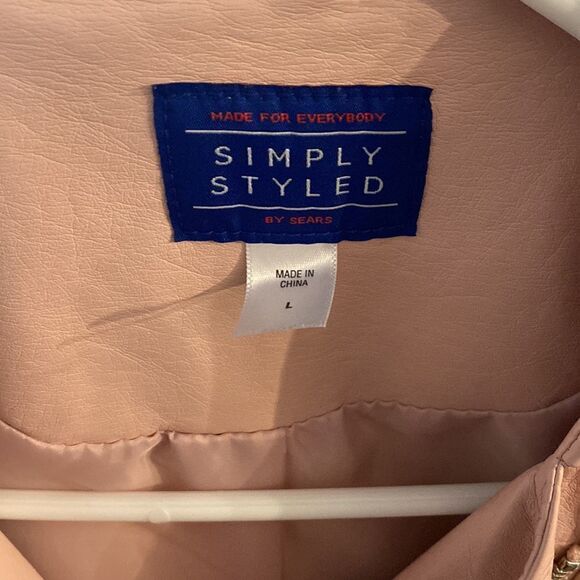 MADE FOR EVERYBODY
SIMPLY
STYLED
BY SEARS
MADE IN
CHINA
L